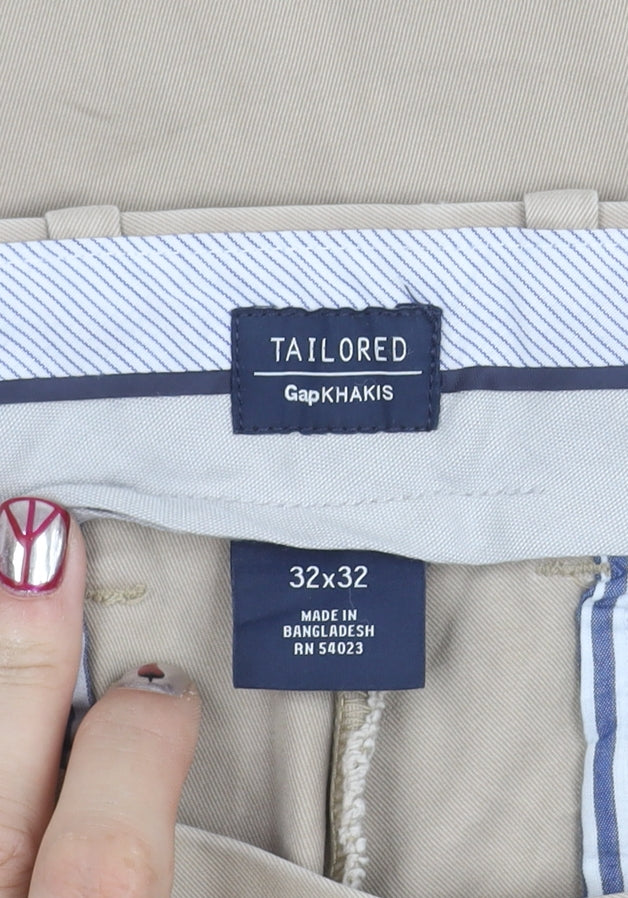 TAILORED
GapKHAKIS
32x32
MADE IN
BANGLADESH
RN 54023